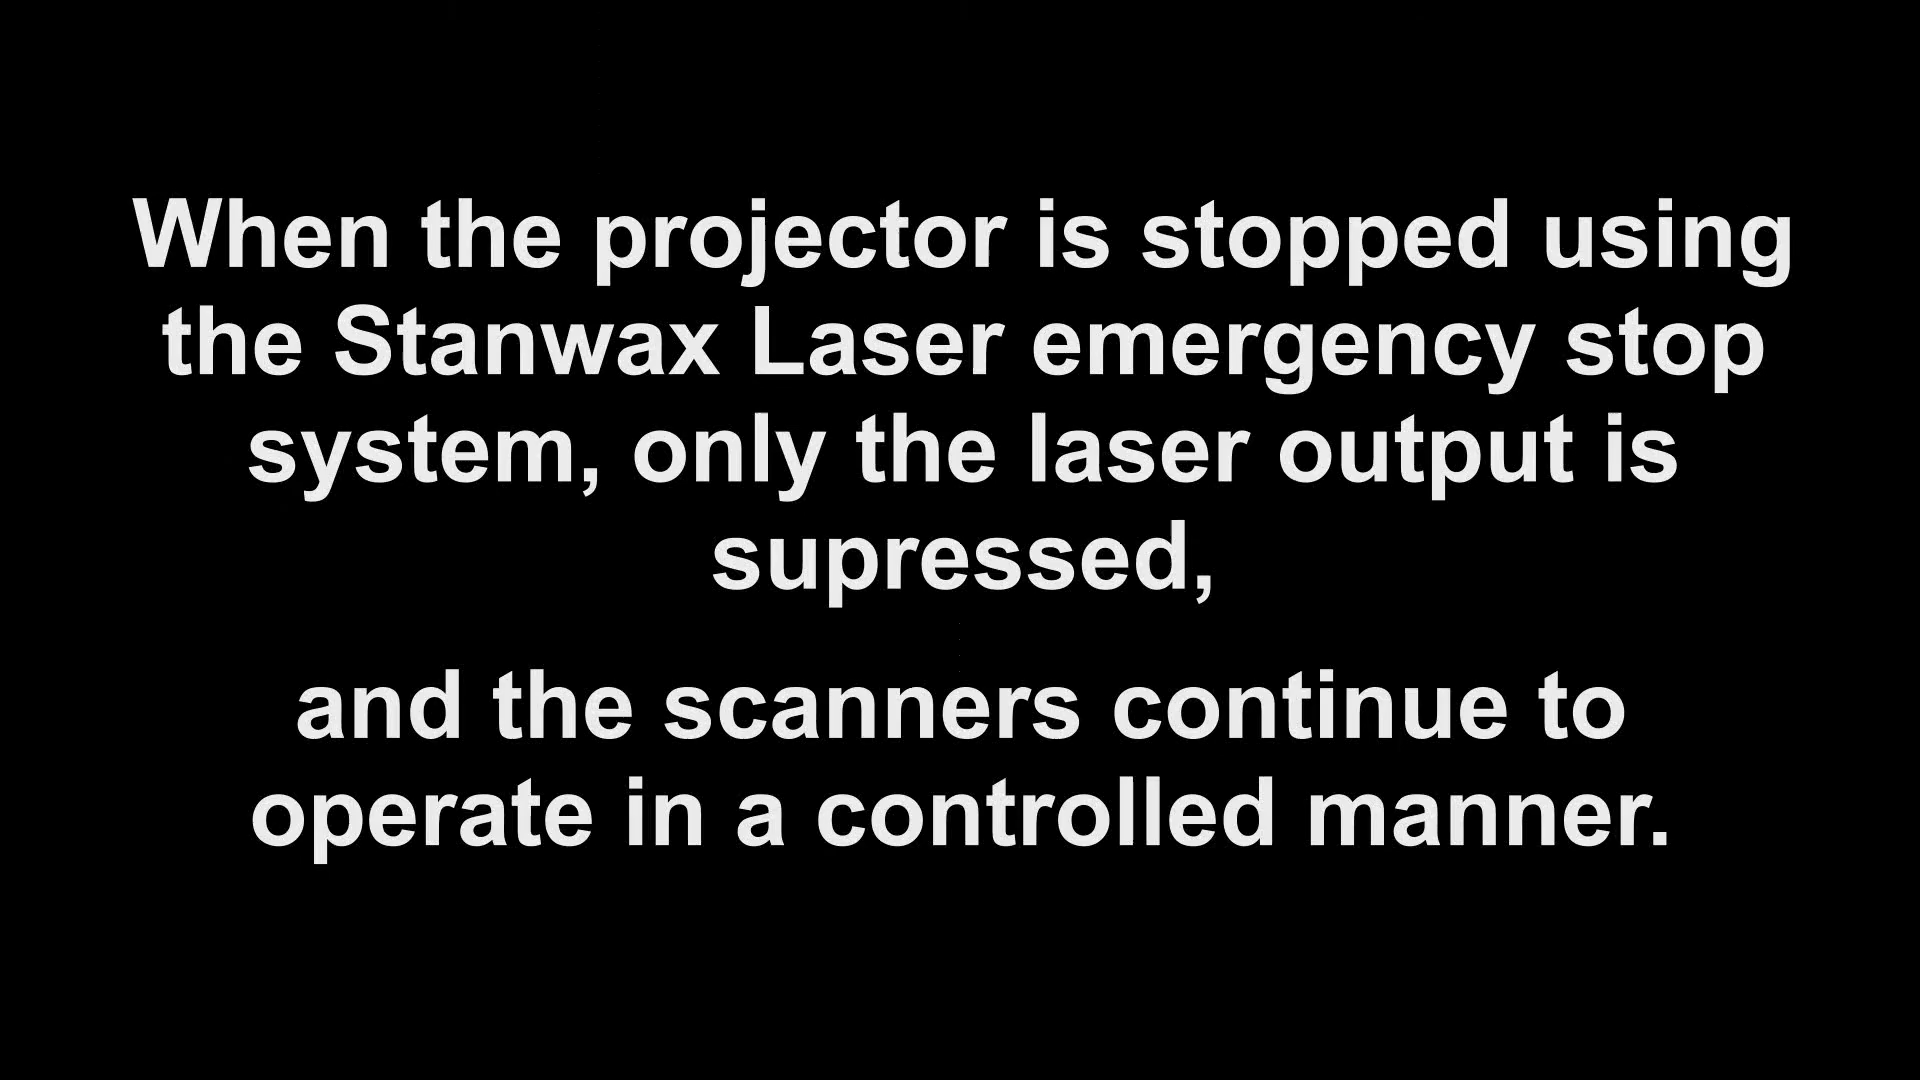 When the projector is stopped using
the Stanwax Laser emergency stop
system, only the laser output is
supressed,
and the scanners continue to
operate in a controlled manner.